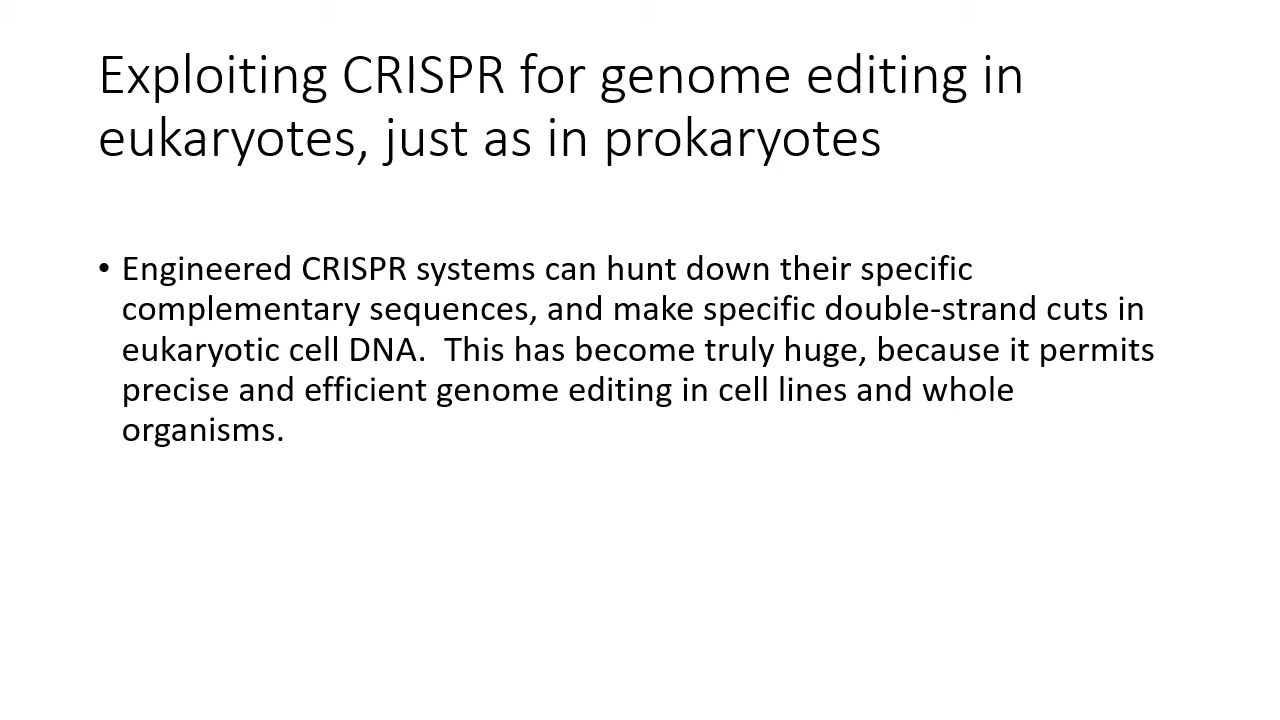 Exploiting CRISPR for genome editing in
eukaryotes, just as in prokaryotes
• Engineered CRISPR systems can hunt down their specific
complementary sequences, and make specific double-strand cuts in
eukaryotic cell DNA.  This has become truly huge, because it permits
precise and efficient genome editing in cell lines and whole
organisms.